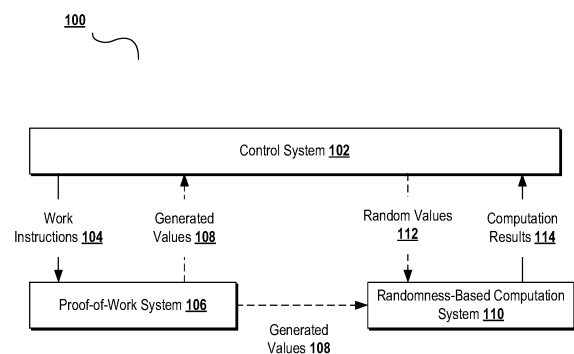 100
Control System 102
Work
Instructions 104
Generated
Values 108
Random Values
112
Computation
Results 114
Proof-of-Work System 106
Randomness-Based Computation
System 110
Generated
Values 108